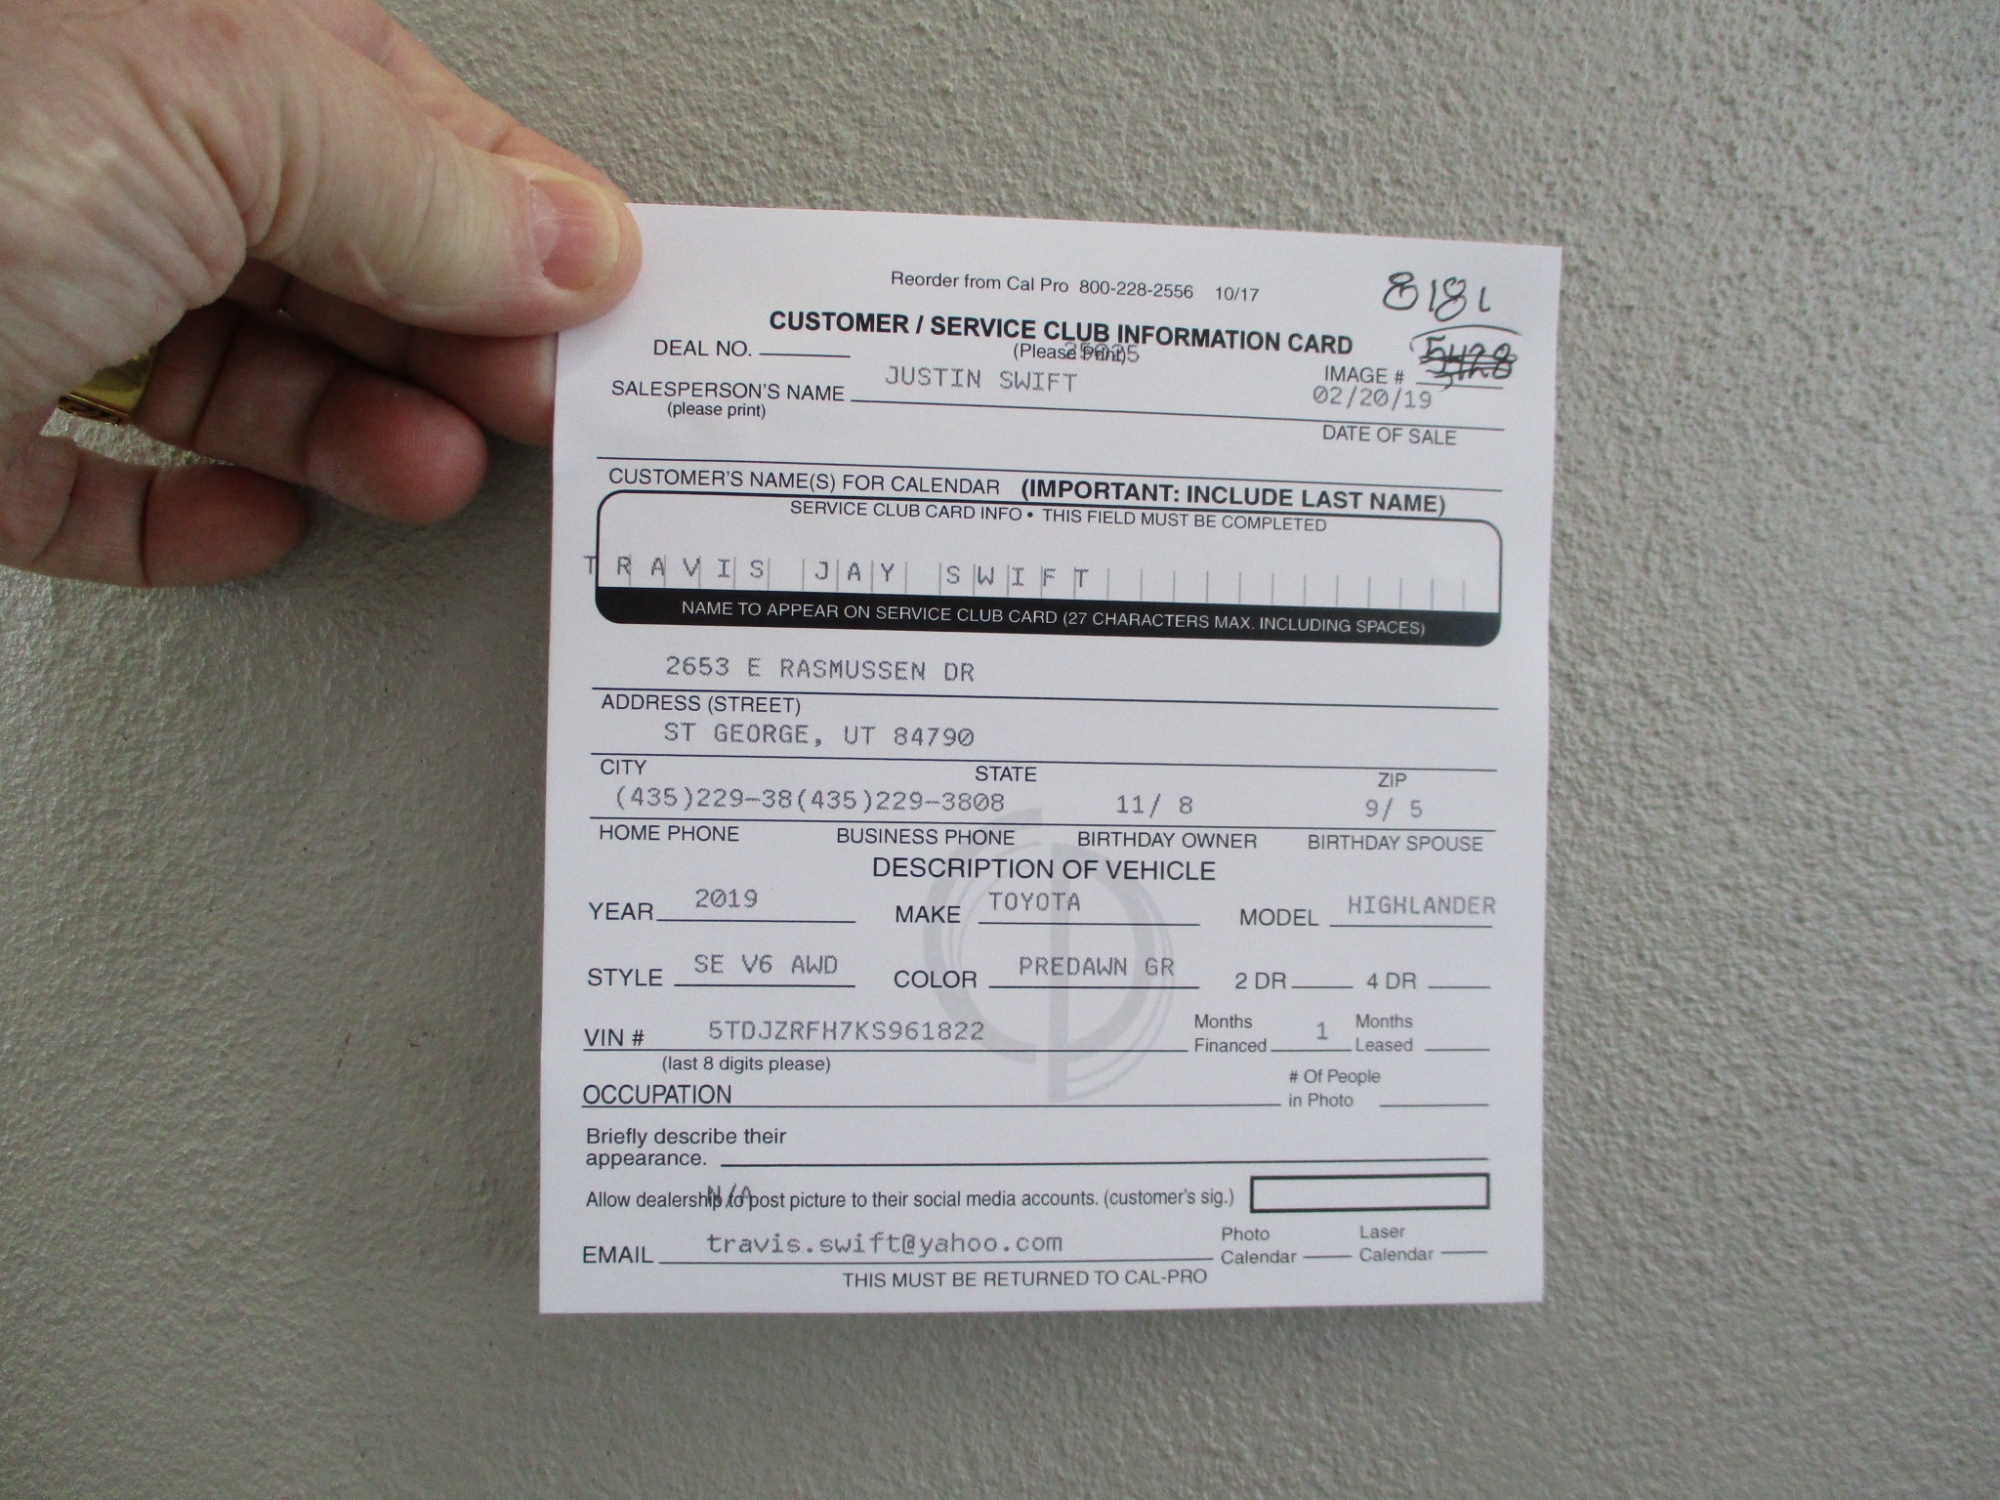 Reorder from Cal Pro 800-228-2556 10/17
8181
CUSTOMER / SERVICE CLUB INFORMATION CARD
DEAL NO. (Please Print)
IMAGE #
JUSTIN SWIFT 02/20/19
SALESPERSON'S NAME
(please print) DATE OF SALE
CUSTOMER'S NAME(S) FOR CALENDAR (IMPORTANT: INCLUDE LAST NAME)
SERVICE CLUB CARD INFO • THIS FIELD MUST BE COMPLETED
TRAVIS JAY SWIFT
NAME TO APPEAR ON SERVICE CLUB CARD (27 CHARACTERS MAX. INCLUDING SPACES)
2653 E RASMUSSEN DR
ADDRESS (STREET)
ST GEORGE, UT 84790
CITY STATE ZIP
(435)229-38(435)229-3808 11/ 8 9/ 5
HOME PHONE BUSINESS PHONE BIRTHDAY OWNER BIRTHDAY SPOUSE
DESCRIPTION OF VEHICLE
YEAR 2019 MAKE TOYOTA MODEL HIGHLANDER
STYLE SE V6 AWD COLOR PREDAWN GR 2 DR 4 DR
VIN # 5TDJZRFH7KS961822 Months Financed 1 Months Leased
(last 8 digits please)
OCCUPATION # Of People in Photo
Briefly describe their
appearance.
N/A
Allow dealership to post picture to their social media accounts. (customer's sig.)
EMAIL travis.swift@yahoo.com Photo Calendar Laser Calendar
THIS MUST BE RETURNED TO CAL-PRO